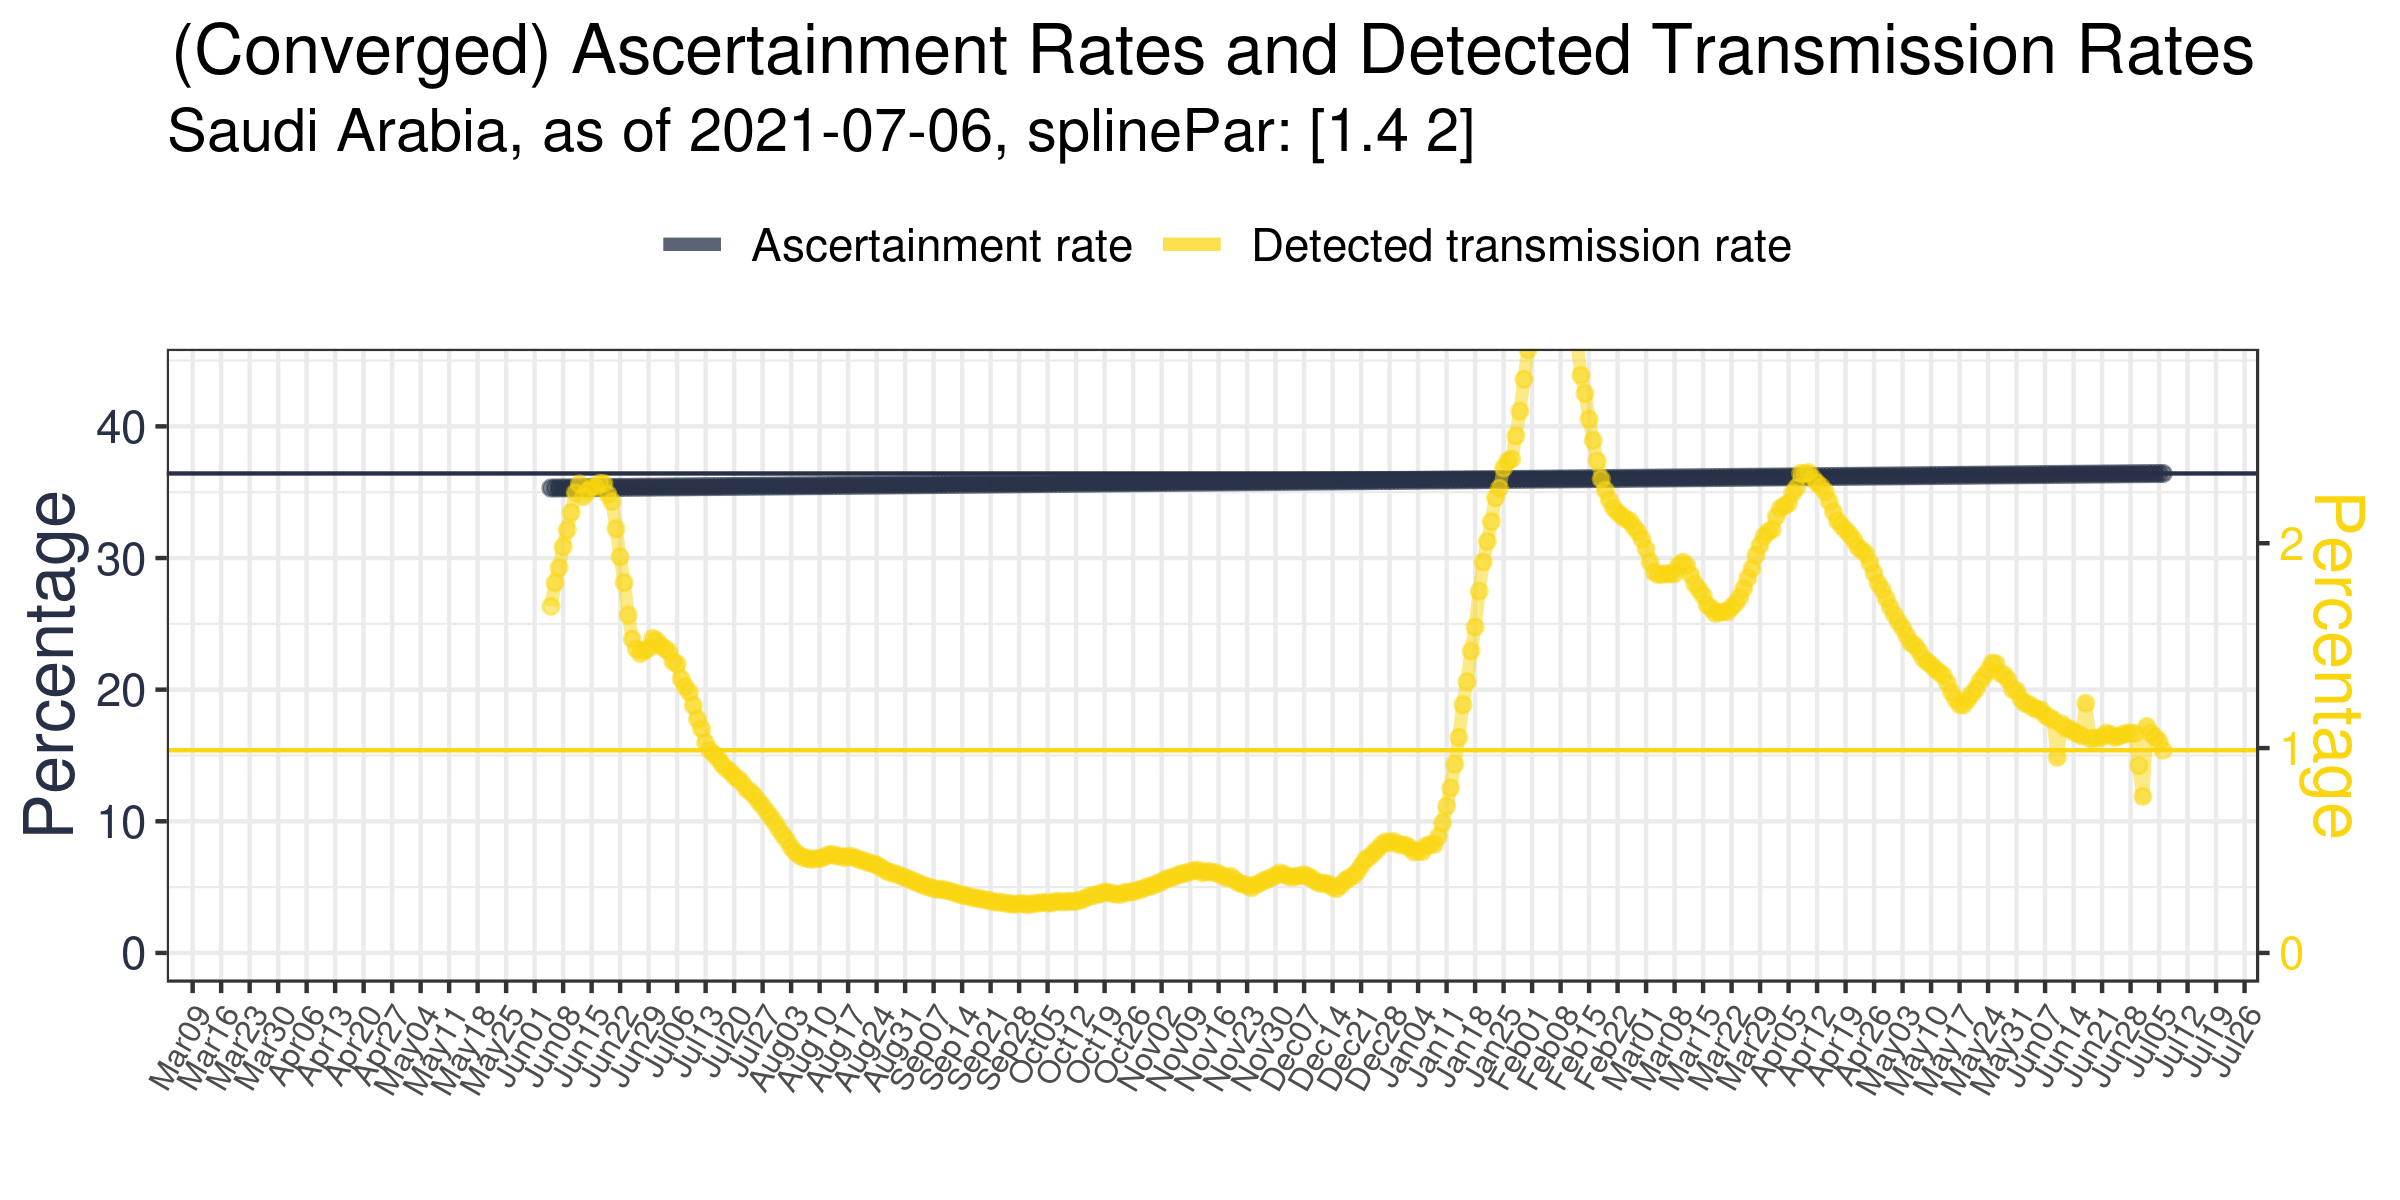 (Converged) Ascertainment Rates and Detected Transmission Rates
Saudi Arabia, as of 2021-07-06, splinePar: [1.4 2]
Ascertainment rate
Detected transmission rate
Percentage
40
30
20
10
0
2
1
0
Percentage
Mar09
Mar16
Mar23
Mar30
Apr06
Apr13
Apr20
Apr27
May04
May11
May18
May25
Jun01
Jun08
Jun15
Jun22
Jun29
Jul06
Jul13
Jul20
Jul27
Aug03
Aug10
Aug17
Aug24
Aug31
Sep07
Sep14
Sep21
Sep28
Oct05
Oct12
Oct19
Oct26
Nov02
Nov09
Nov16
Nov23
Nov30
Dec07
Dec14
Dec21
Dec28
Jan04
Jan11
Jan18
Jan25
Feb01
Feb08
Feb15
Feb22
Mar01
Mar08
Mar15
Mar22
Mar29
Apr05
Apr12
Apr19
Apr26
May03
May10
May17
May24
May31
Jun07
Jun14
Jun21
Jun28
Jul05
Jul12
Jul19
Jul26